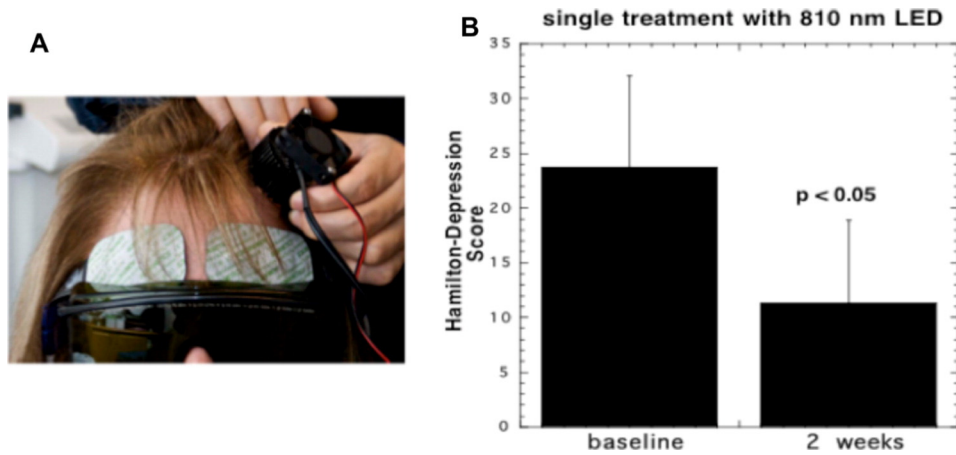 A
B
single treatment with 810 nm LED
Hamilton-Depression
Score
35
30
25
20
15
10
5
0
p < 0.05
baseline
2 weeks